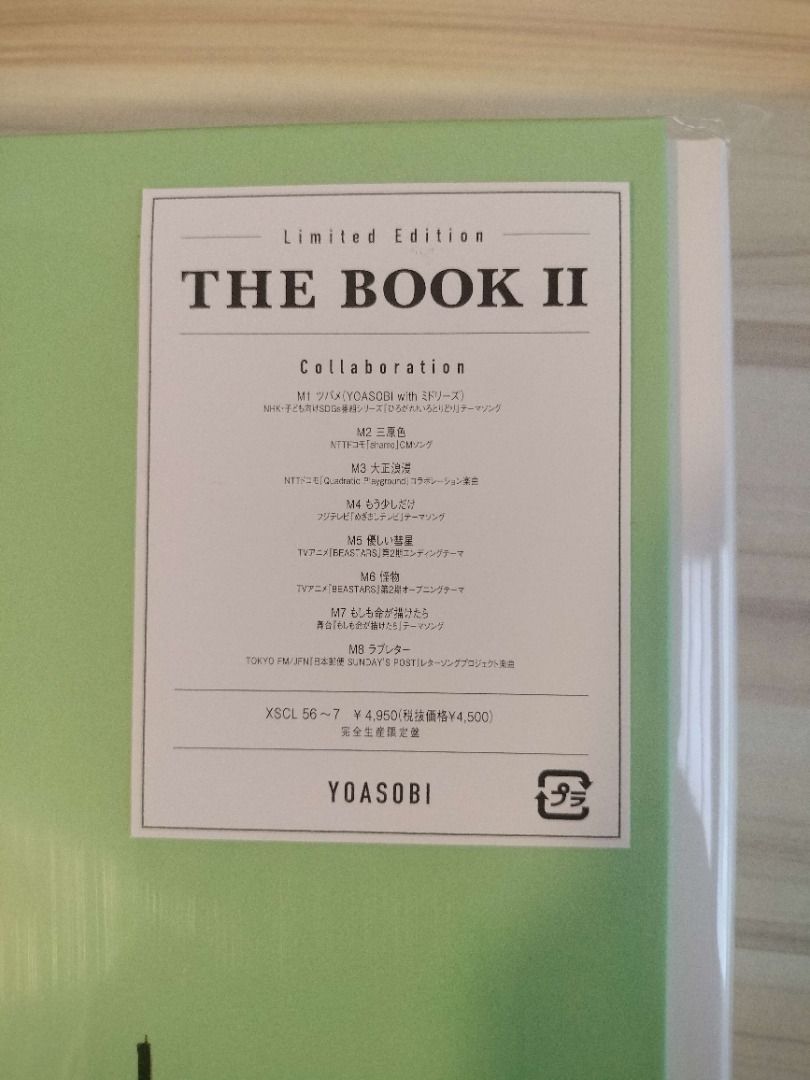 Limited Edition
THE BOOK II
Collaboration
M1 ツバメ(YOASOBI with ミドリーズ)
NHK・子ども向けSDGs番組シリーズ『ひろがれ!いろとりどり』テーマソング
M2 三原色
NTTドコモ『ahamo』CMソング
M3 大正浪漫
NTTドコモ『Quadratic Playground』コラボレーション楽曲
M4 もう少しだけ
フジテレビ『めざましテレビ』テーマソング
M5 優しい彗星
TVアニメ『BEASTARS』第2期エンディングテーマ
M6 怪物
TVアニメ『BEASTARS』第2期オープニングテーマ
M7 もしも命が描けたら
舞台『もしも命が描けたら』テーマソング
M8 ラブレター
TOKYO FM/JFN『日本郵便 SUNDAY'S POST』レターソングプロジェクト楽曲
XSCL 56～7 ¥ 4,950(税抜価格¥4,500)
完全生産限定盤
YOASOBI
プラ